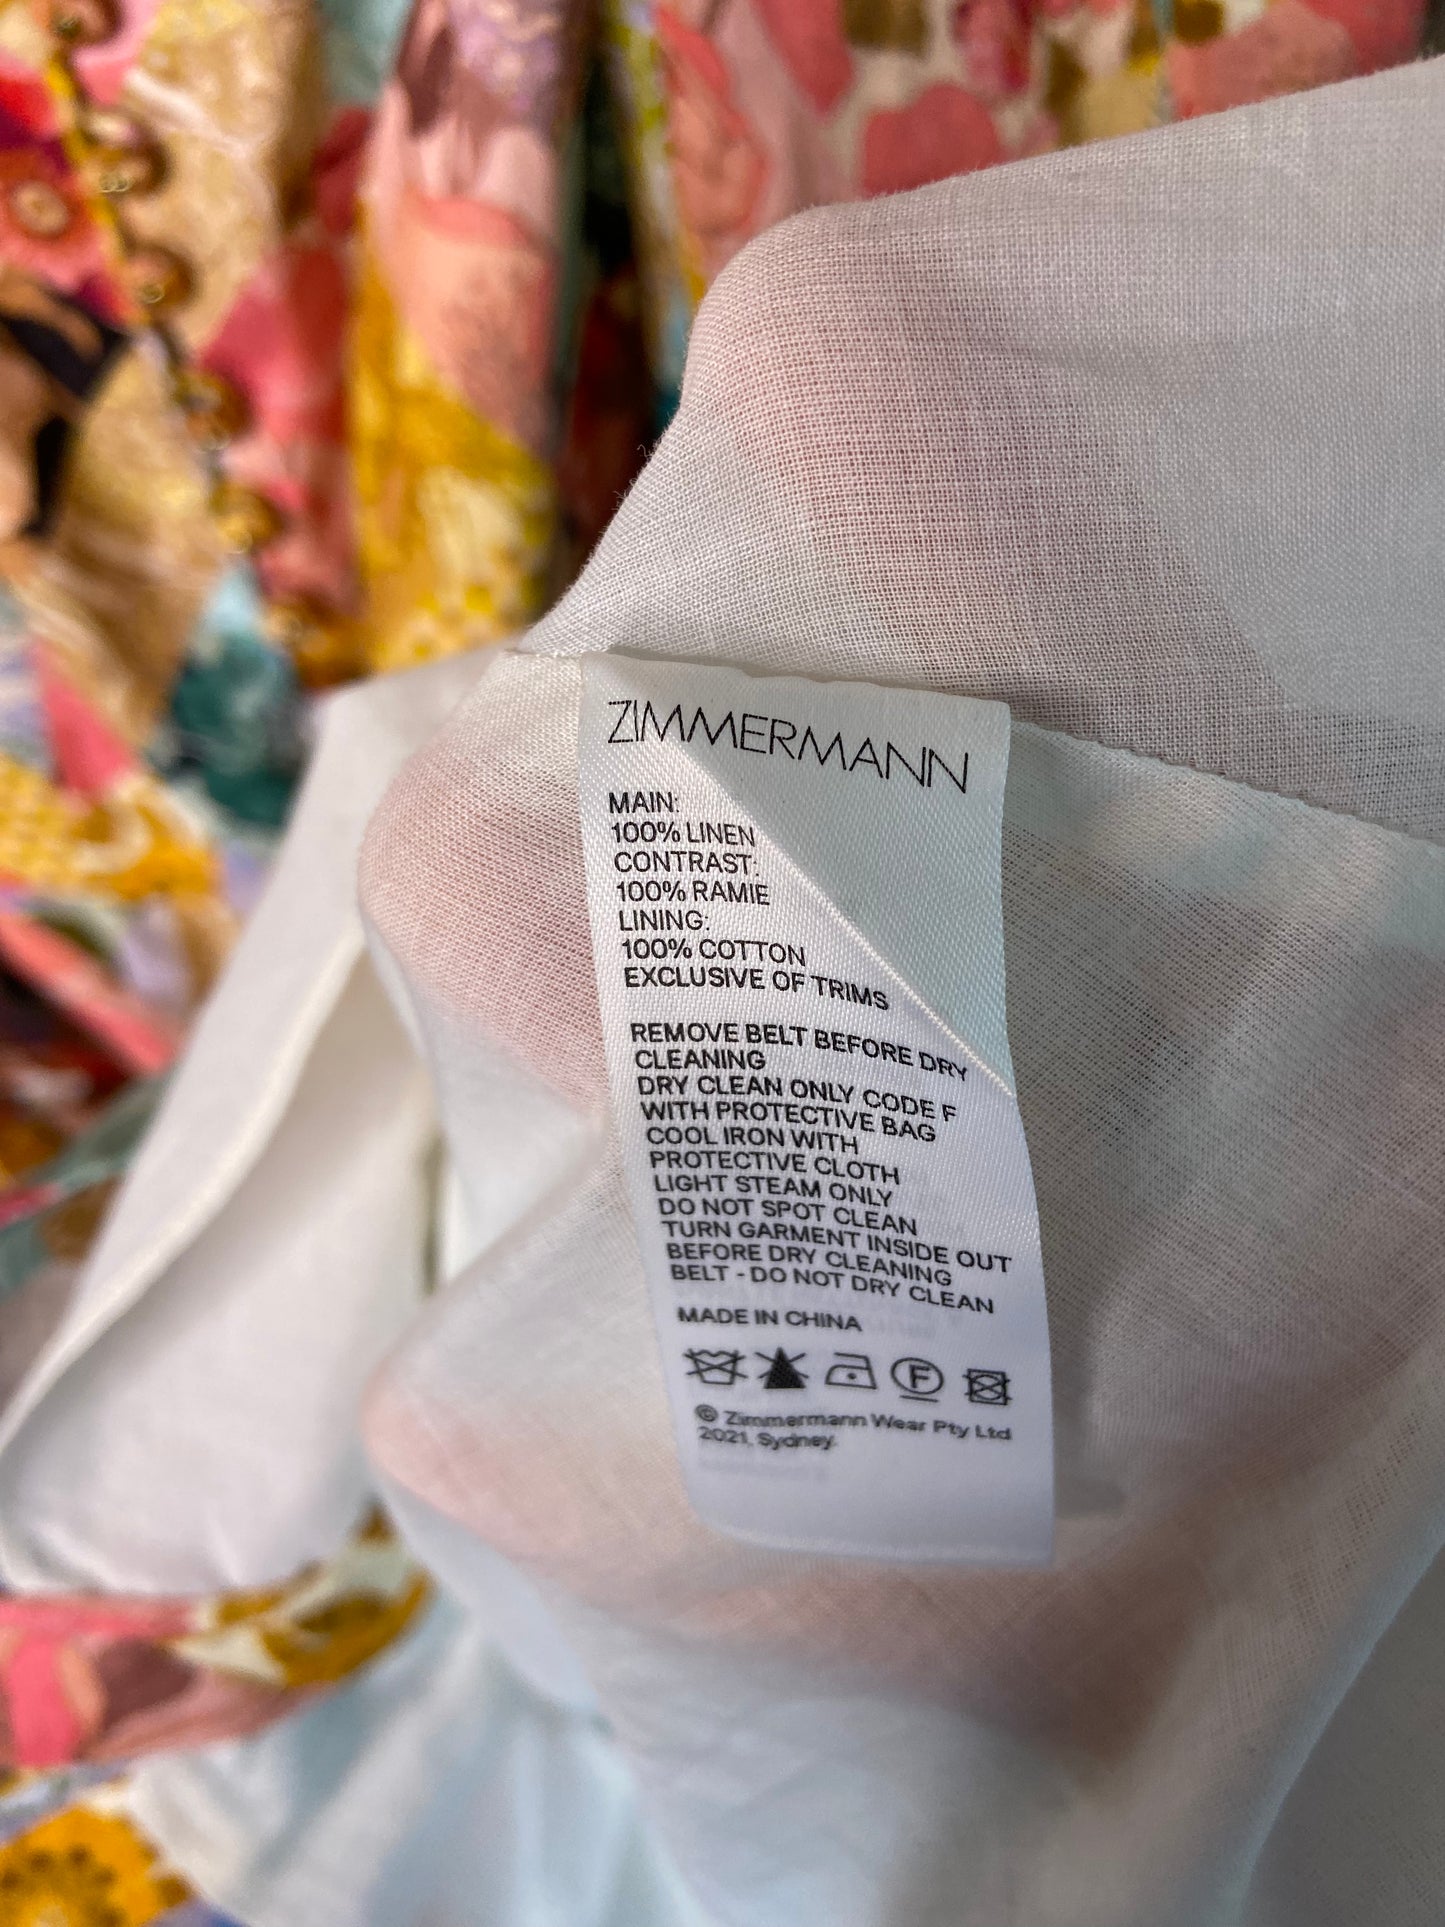 ZIMMERMANN
MAIN:
100% LINEN
CONTRAST:
100% RAMIE
LINING:
100% COTTON
EXCLUSIVE OF TRIMS
REMOVE BELT BEFORE DRY
CLEANING
DRY CLEAN ONLY CODE F
WITH PROTECTIVE BAG
COOL IRON WITH
PROTECTIVE CLOTH
LIGHT STEAM ONLY
DO NOT SPOT CLEAN
TURN GARMENT INSIDE OUT
BEFORE DRY CLEANING
BELT - DO NOT DRY CLEAN
MADE IN CHINA
F
© Zimmermann Wear Pty Ltd
2021, Sydney.